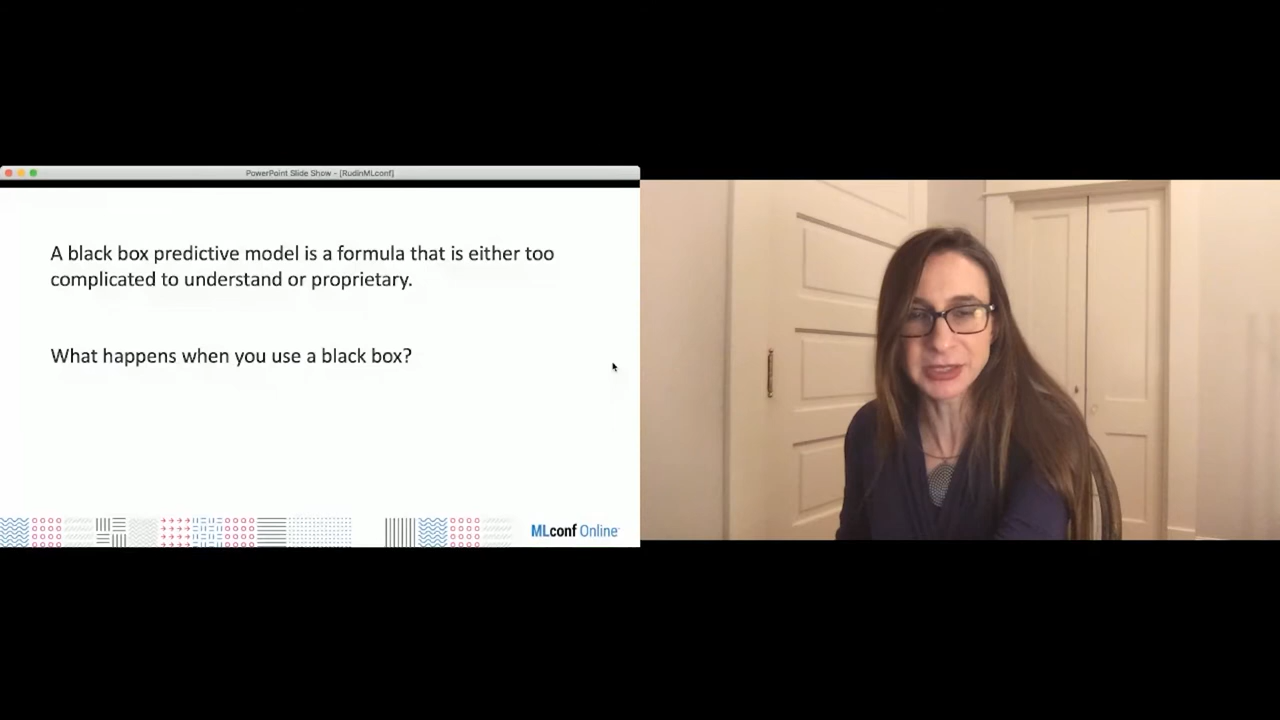 PowerPoint Slide Show - [RudinMLconf]
A black box predictive model is a formula that is either too
complicated to understand or proprietary.
What happens when you use a black box?
MLconf Online